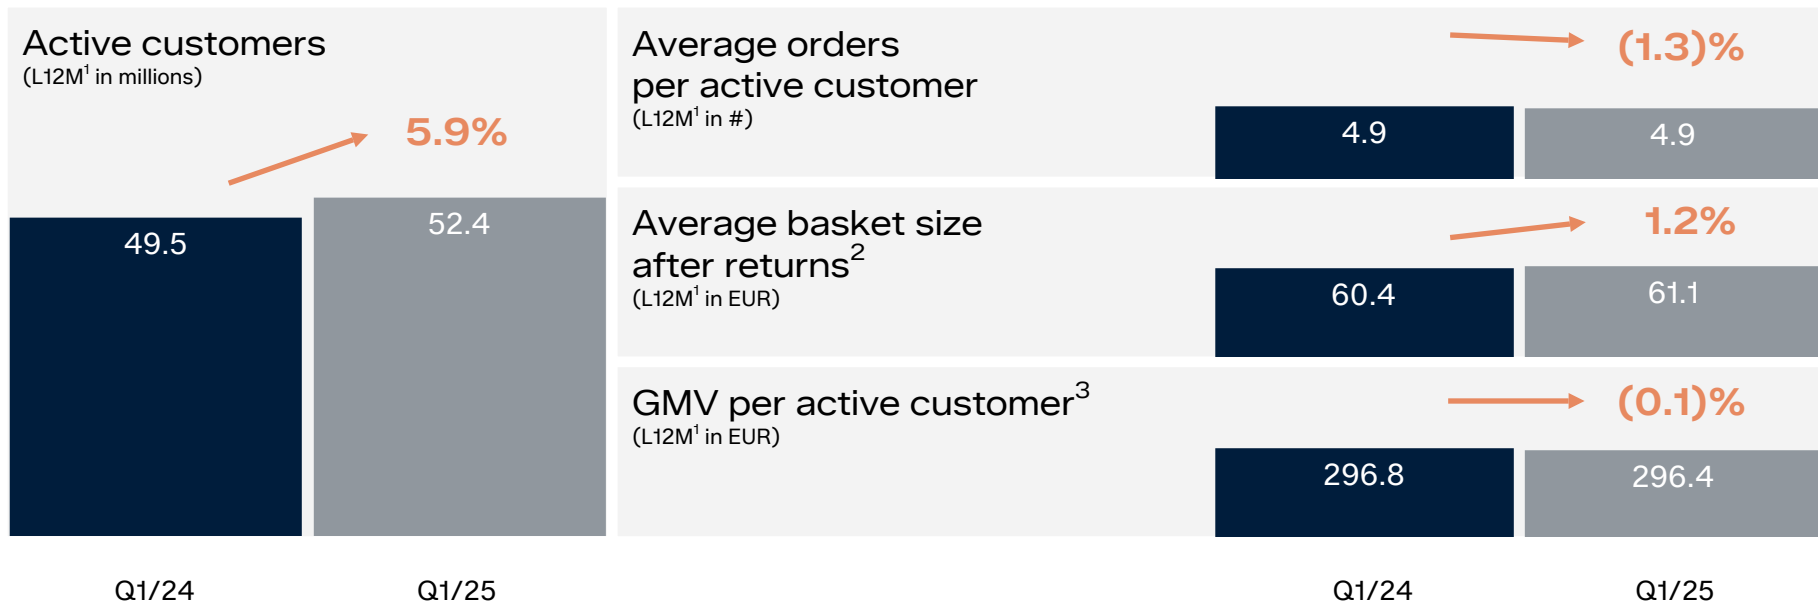 Active customers
(L12M¹ in millions)
5.9%
49.5
52.4
Q1/24
Q1/25
Average orders
per active customer
(L12M¹ in #)
(1.3)%
4.9
4.9
Average basket size
after returns²
(L12M¹ in EUR)
1.2%
60.4
61.1
GMV per active customer³
(L12M¹ in EUR)
(0.1)%
296.8
296.4
Q1/24
Q1/25